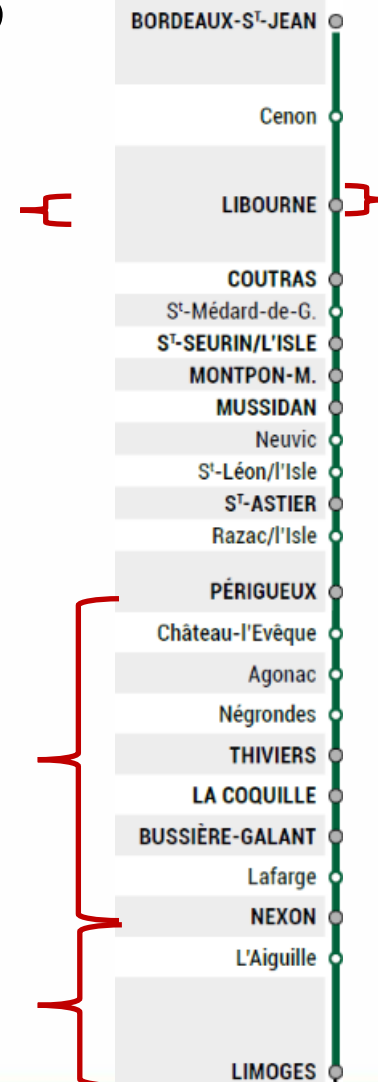 )
BORDEAUX-Sᵀ-JEAN
Cenon
LIBOURNE
COUTRAS
Sᵗ-Médard-de-G.
Sᵀ-SEURIN/L'ISLE
MONTPON-M.
MUSSIDAN
Neuvic
Sᵗ-Léon/l'Isle
Sᵀ-ASTIER
Razac/l'Isle
PÉRIGUEUX
Château-l'Evêque
Agonac
Négrondes
THIVIERS
LA COQUILLE
BUSSIÈRE-GALANT
Lafarge
NEXON
L'Aiguille
LIMOGES